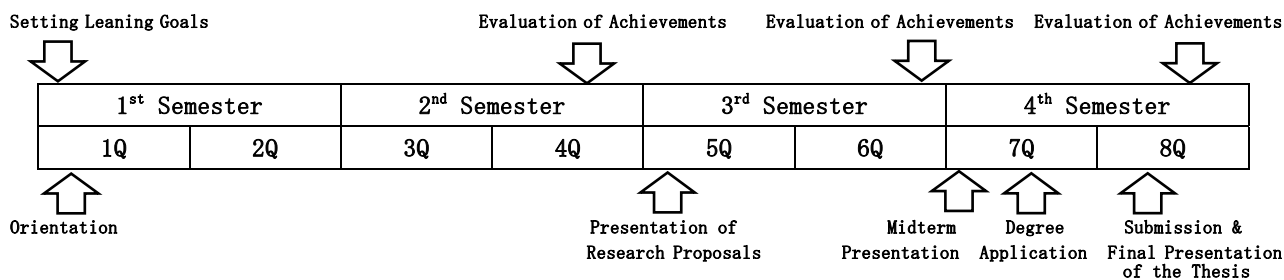 Setting Leaning Goals
Evaluation of Achievements
Evaluation of Achievements
Evaluation of Achievements
1st Semester
2nd Semester
3rd Semester
4th Semester
1Q
2Q
3Q
4Q
5Q
6Q
7Q
8Q
Orientation
Presentation of
Research Proposals
Midterm
Presentation
Degree
Application
Submission &
Final Presentation
of the Thesis